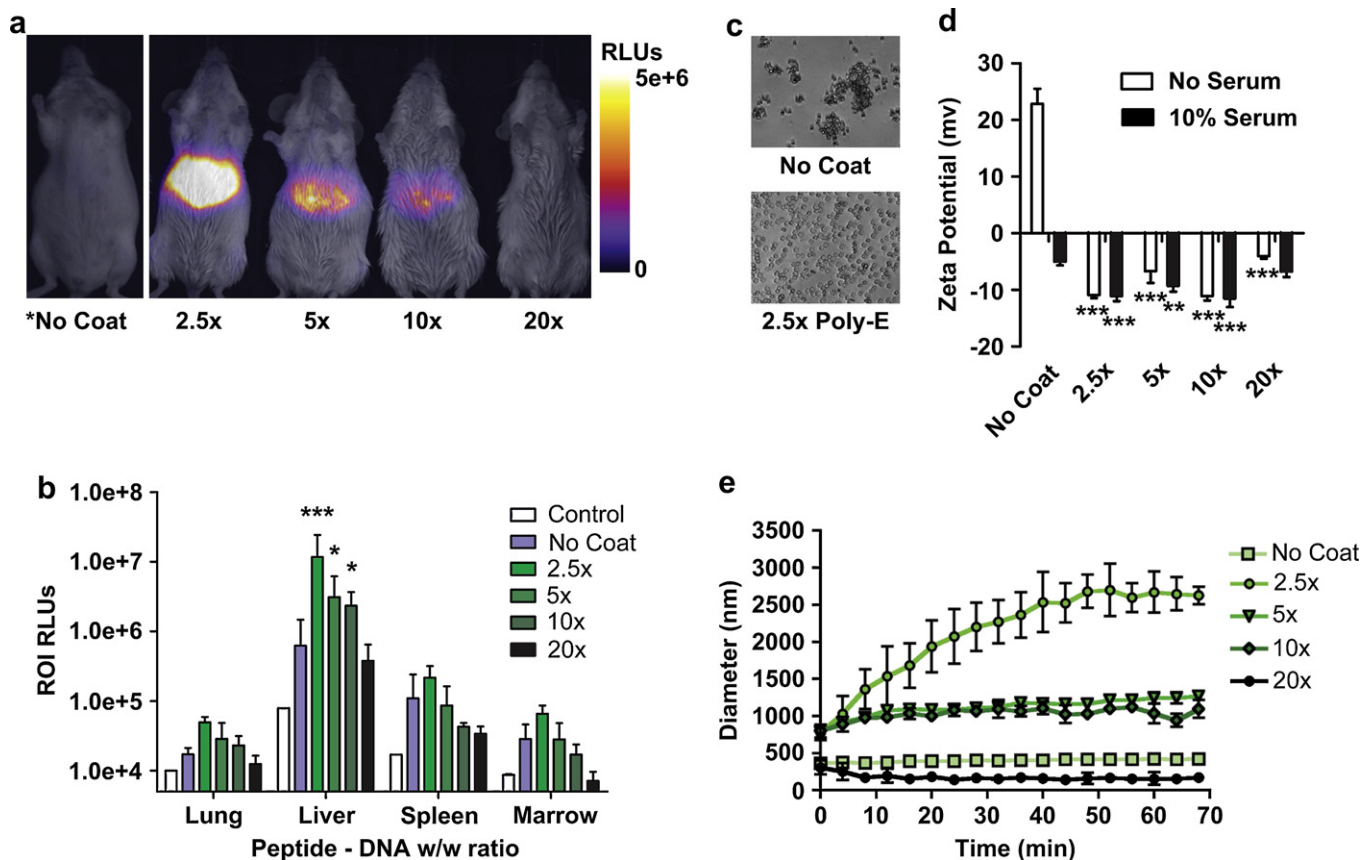 a
RLUs
5e+6
0
*No Coat
2.5x
5x
10x
20x
c
No Coat
2.5x Poly-E
d
Zeta Potential (mv)
30
20
10
0
-10
-20
No Serum
10% Serum
***
***
***
**
***
***
***
No Coat
2.5x
5x
10x
20x
b
ROI RLUs
1.0e+8
1.0e+7
1.0e+6
1.0e+5
1.0e+4
***
*
*
Control
No Coat
2.5x
5x
10x
20x
Lung
Liver
Spleen
Marrow
Peptide - DNA w/w ratio
e
Diameter (nm)
3500
3000
2500
2000
1500
1000
500
0
0 10 20 30 40 50 60 70
Time (min)
No Coat
2.5x
5x
10x
20x